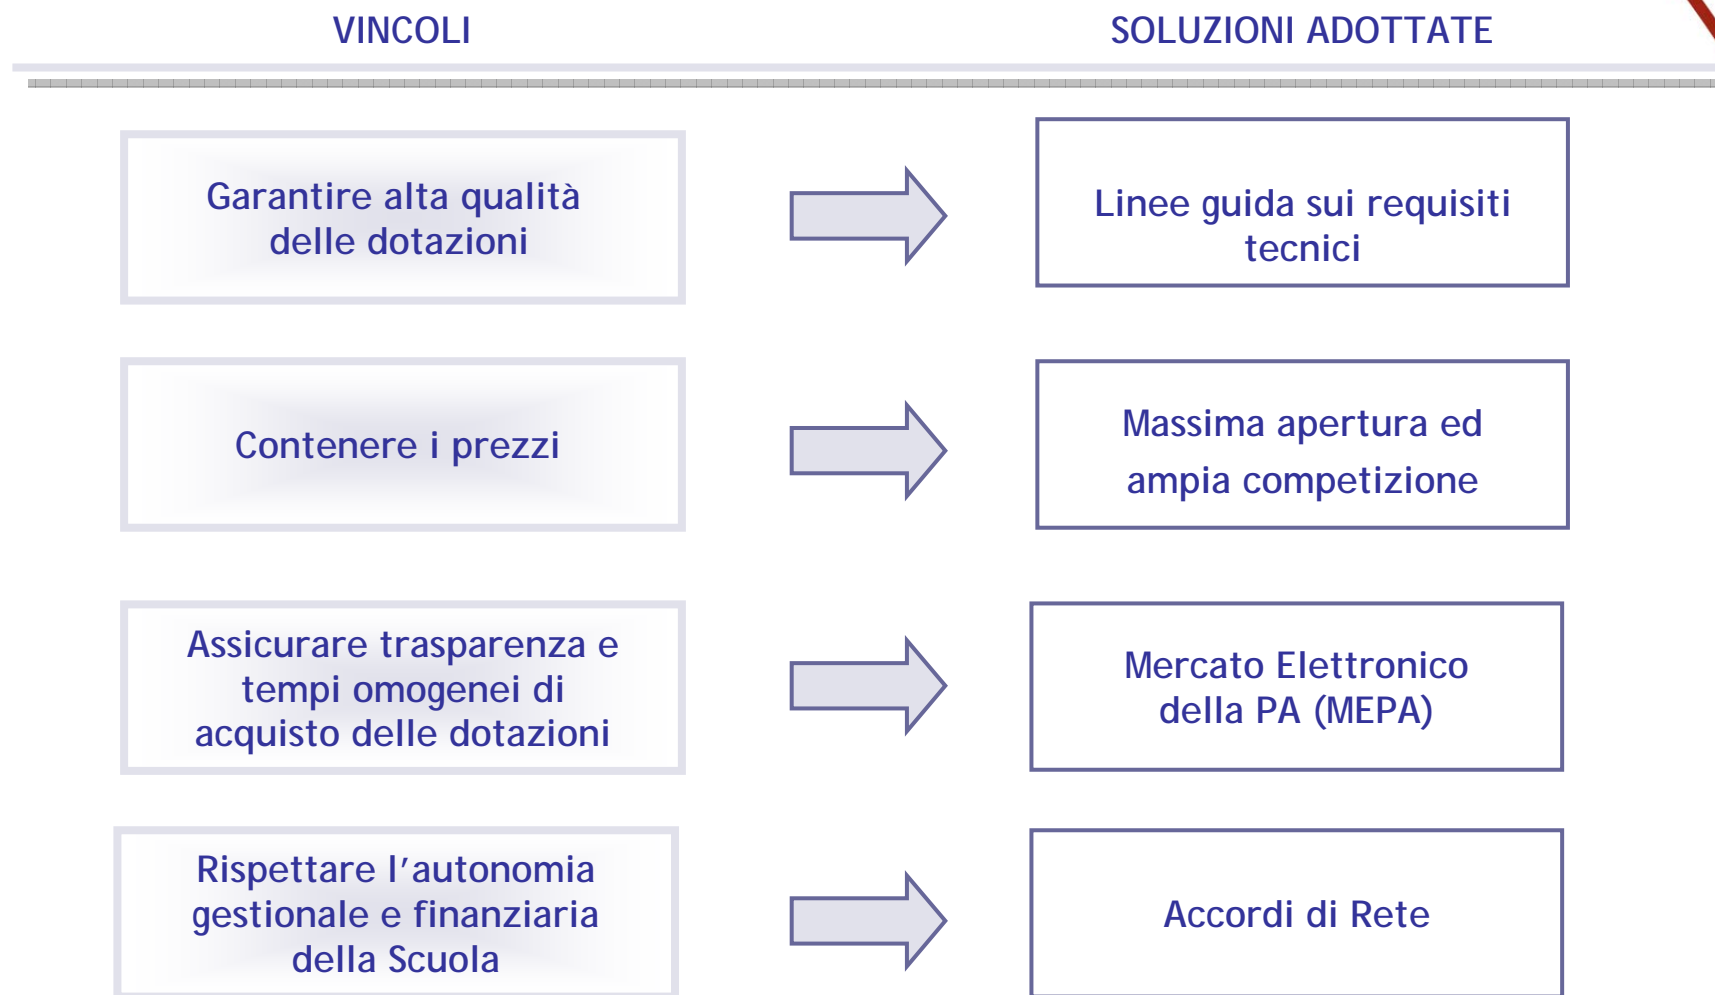 VINCOLI
SOLUZIONI ADOTTATE
Garantire alta qualità
delle dotazioni
Linee guida sui requisiti
tecnici
Contenere i prezzi
Massima apertura ed
ampia competizione
Assicurare trasparenza e
tempi omogenei di
acquisto delle dotazioni
Mercato Elettronico
della PA (MEPA)
Rispettare l’autonomia
gestionale e finanziaria
della Scuola
Accordi di Rete